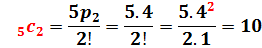 ₅c₂ = 5p₂/2! = 5.4/2! = 5.4²/2.1 = 10